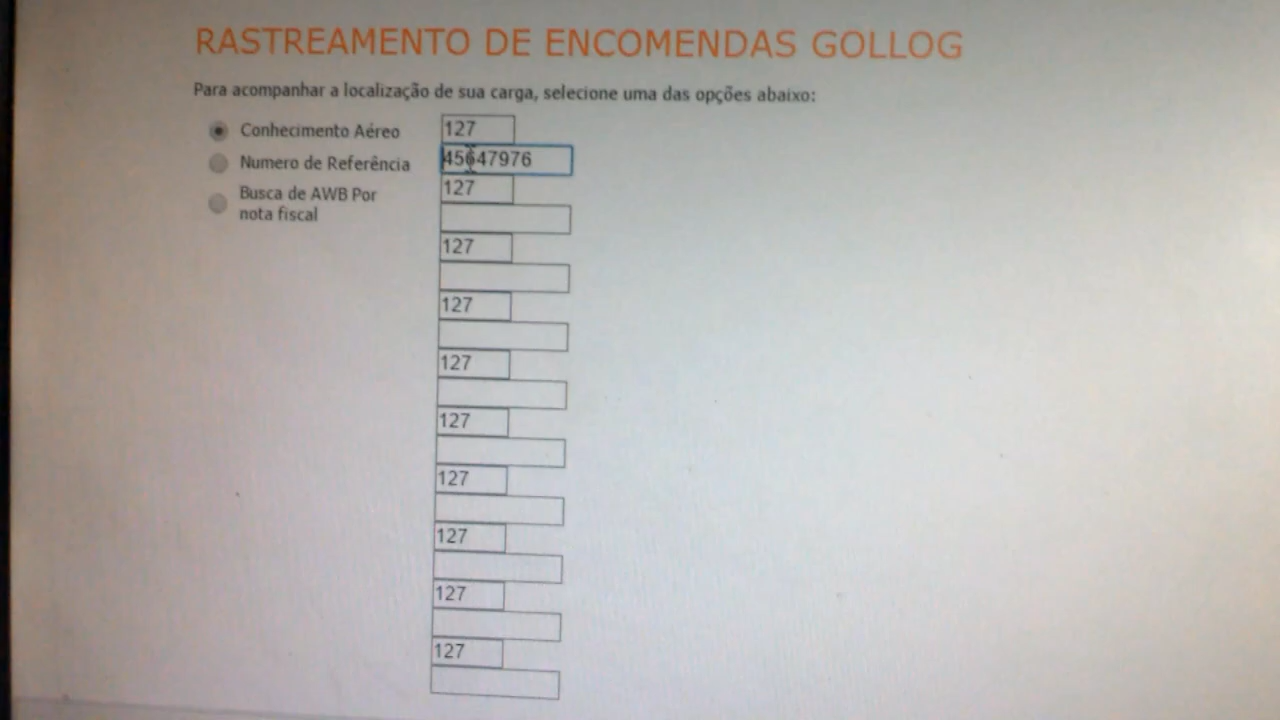 RASTREAMENTO DE ENCOMENDAS GOLLOG
Para acompanhar a localização de sua carga, selecione uma das opções abaixo:
Conhecimento Aéreo
Numero de Referência
Busca de AWB Por
nota fiscal
127
45647976
127
127
127
127
127
127
127
127
127